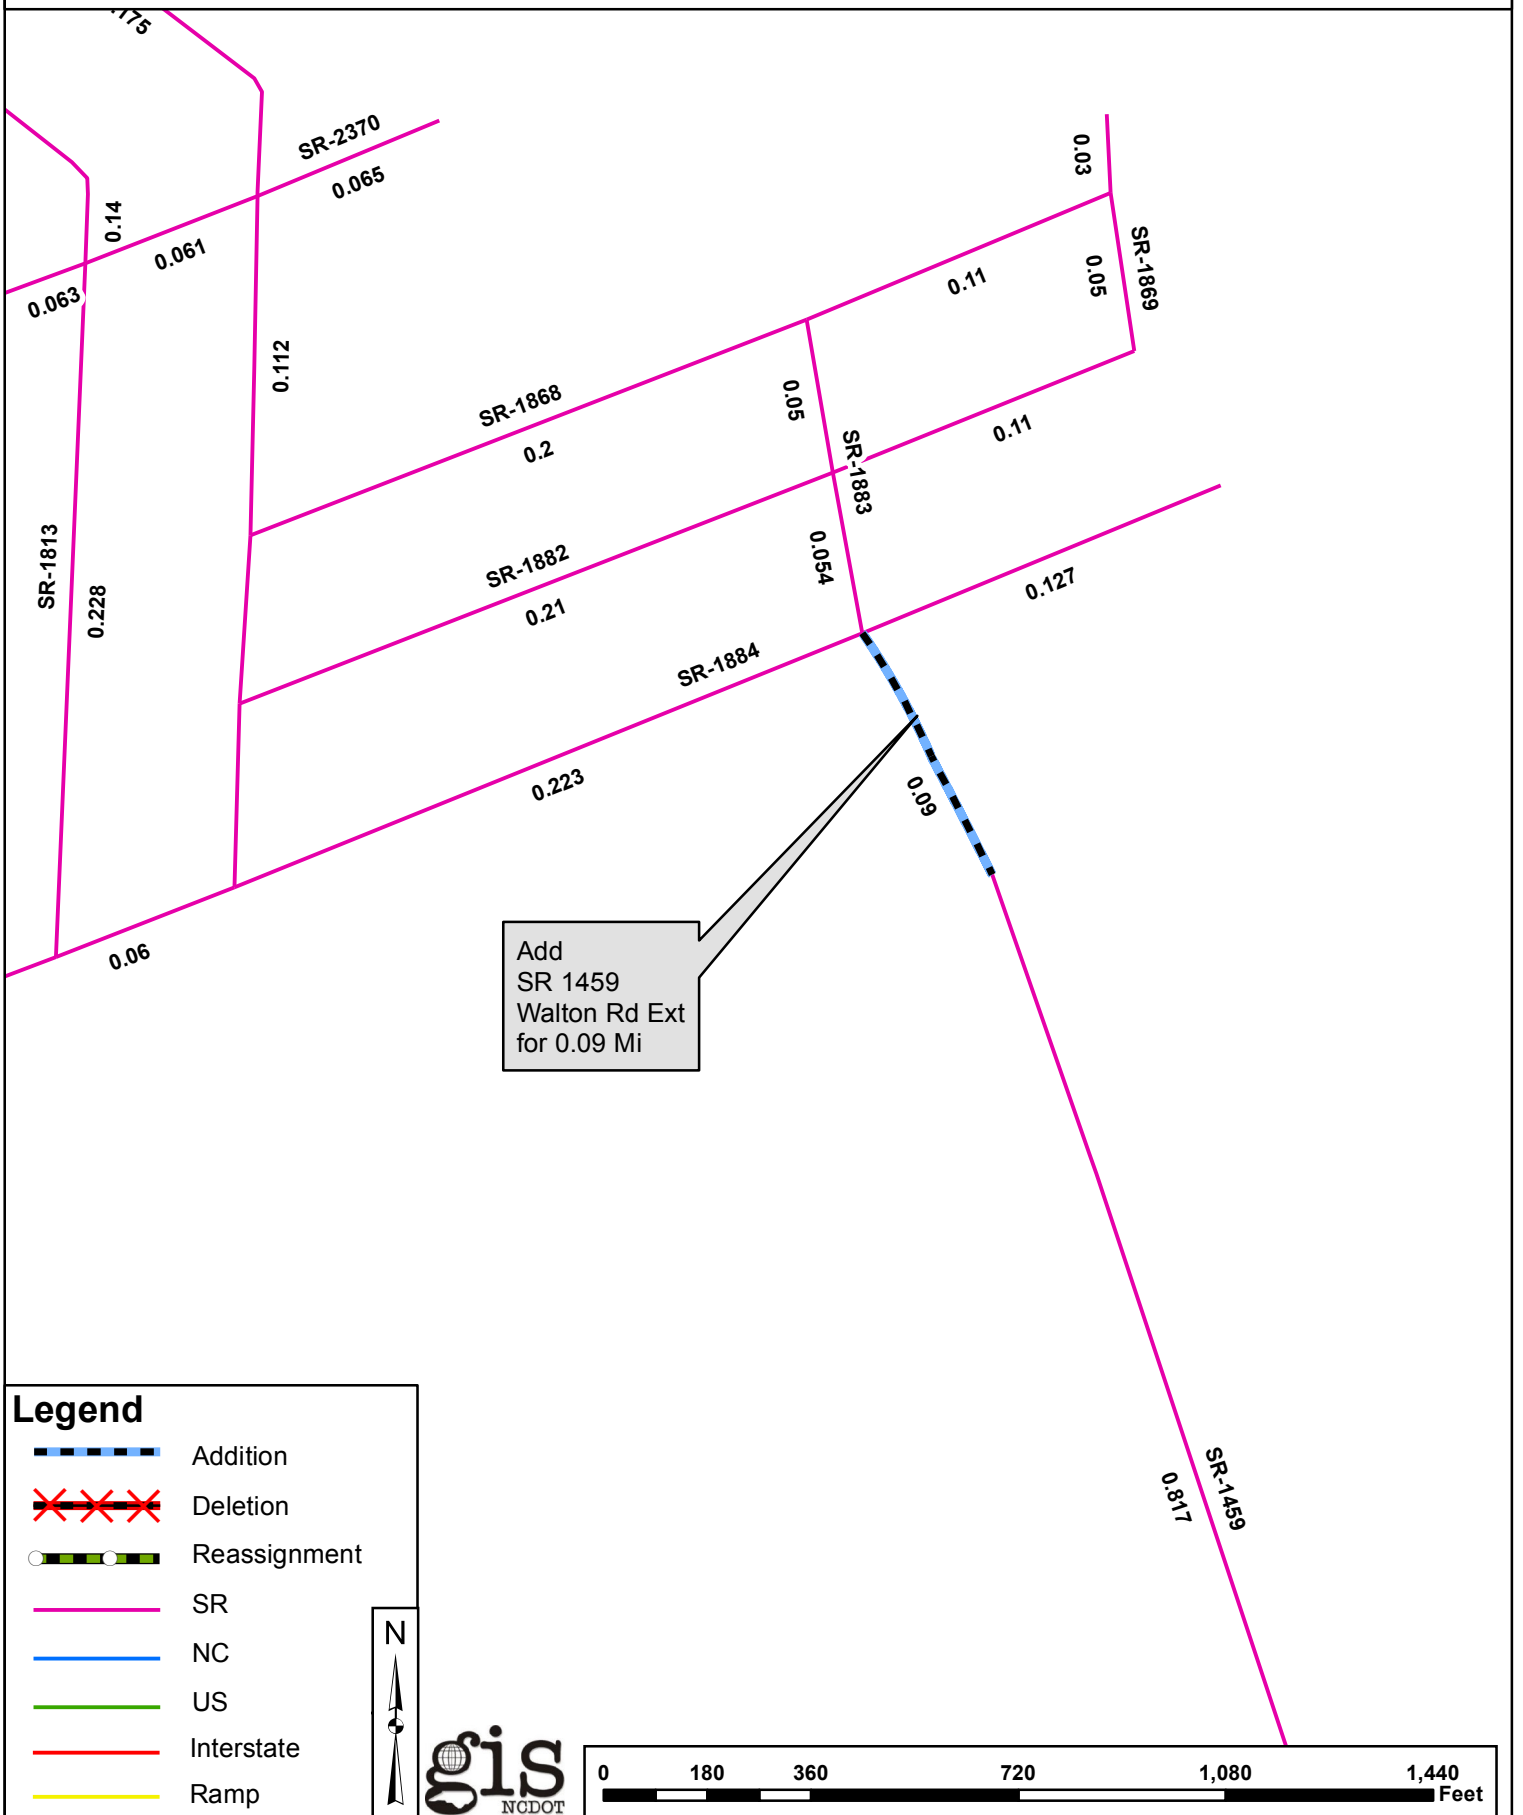 .175
SR-2370
0.065
0.03
0.14
0.061
0.063
SR-1869
0.05
0.11
0.112
SR-1868
0.2
0.05
SR-1883
0.11
SR-1813
0.228
SR-1882
0.21
0.054
0.127
SR-1884
0.223
0.09
0.06
Add
SR 1459
Walton Rd Ext
for 0.09 Mi
SR-1459
0.817
Legend
Addition
Deletion
Reassignment
SR
NC
US
Interstate
Ramp
N
gis
NCDOT
0 180 360 720 1,080 1,440
Feet